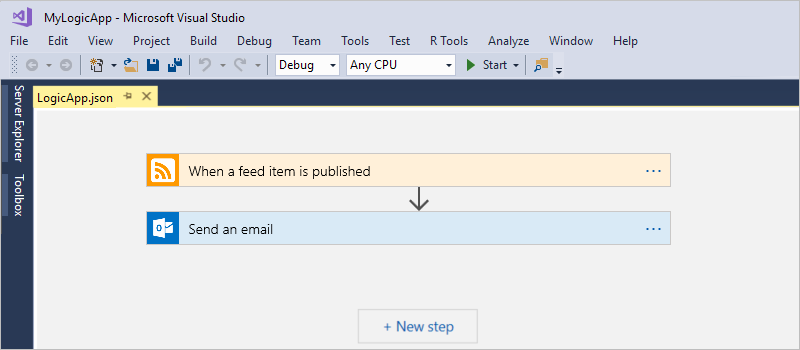 MyLogicApp - Microsoft Visual Studio
File Edit View Project Build Debug Team Tools Test R Tools Analyze Window Help
Debug Any CPU Start
LogicApp.json
Server Explorer
Toolbox
When a feed item is published
Send an email
+ New step